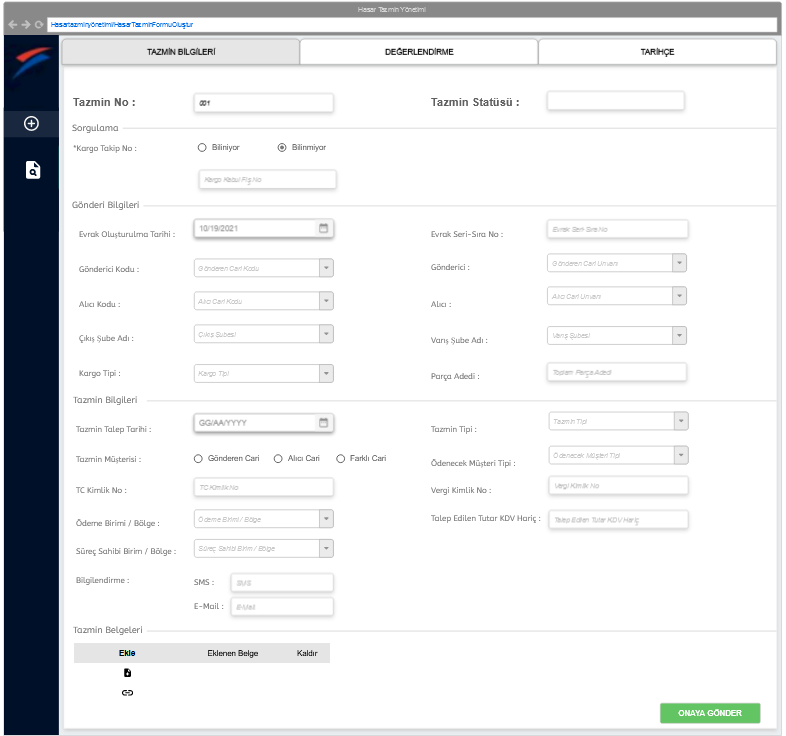 Hasar Tazmin Yönetimi
Hasartazminyönetimi/HasarTazminFormuOluştur
TAZMİN BİLGİLERİ DEĞERLENDİRME TARİHÇE
Tazmin No : 001 Tazmin Statüsü :
Sorgulama
*Kargo Takip No : Biliniyor Bilinmiyor
Kargo Kabul Fiş No
Gönderi Bilgileri
Evrak Oluşturulma Tarihi : 10/19/2021 Evrak Seri-Sıra No : Evrak Seri-Sıra No
Gönderici Kodu : Gönderen Cari Kodu Gönderici : Gönderen Cari Unvanı
Alıcı Kodu : Alıcı Cari Kodu Alıcı : Alıcı Cari Unvanı
Çıkış Şube Adı : Çıkış Şubesi Varış Şube Adı : Varış Şubesi
Kargo Tipi : Kargo Tipi Parça Adedi : Toplam Parça Adedi
Tazmin Bilgileri
Tazmin Talep Tarihi : GG/AA/YYYY Tazmin Tipi : Tazmin Tipi
Tazmin Müşterisi : Gönderen Cari Alıcı Cari Farklı Cari Ödenecek Müşteri Tipi : Ödenecek Müşteri Tipi
TC Kimlik No : TC Kimlik No Vergi Kimlik No : Vergi Kimlik No
Ödeme Birimi / Bölge : Ödeme Birimi / Bölge Talep Edilen Tutar KDV Hariç : Talep Edilen Tutar KDV Hariç
Süreç Sahibi Birim / Bölge : Süreç Sahibi Birim / Bölge
Bilgilendirme : SMS : SMS
E-Mail : E-Mail
Tazmin Belgeleri
Ekle Eklenen Belge Kaldır
ONAYA GÖNDER